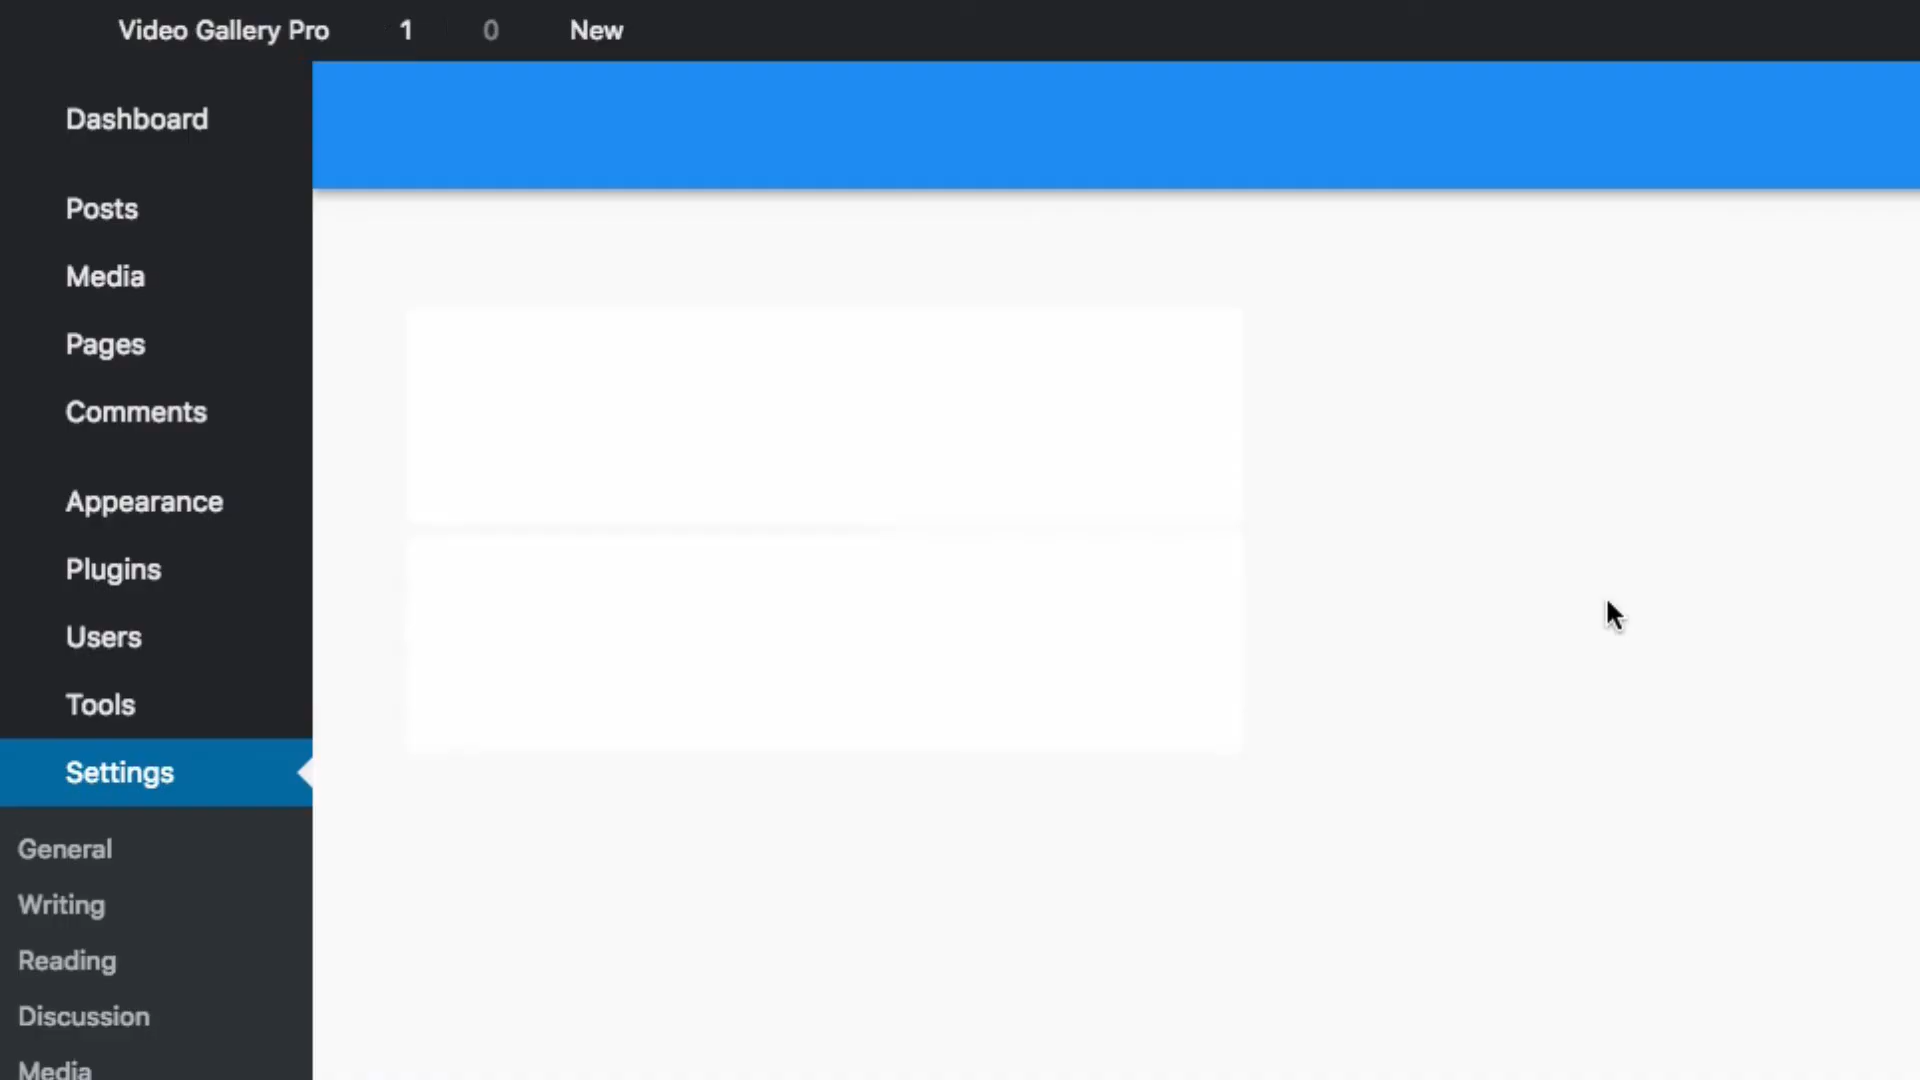 Video Gallery Pro 1 0 New
Dashboard
Posts
Media
Pages
Comments
Appearance
Plugins
Users
Tools
Settings
General
Writing
Reading
Discussion
Media